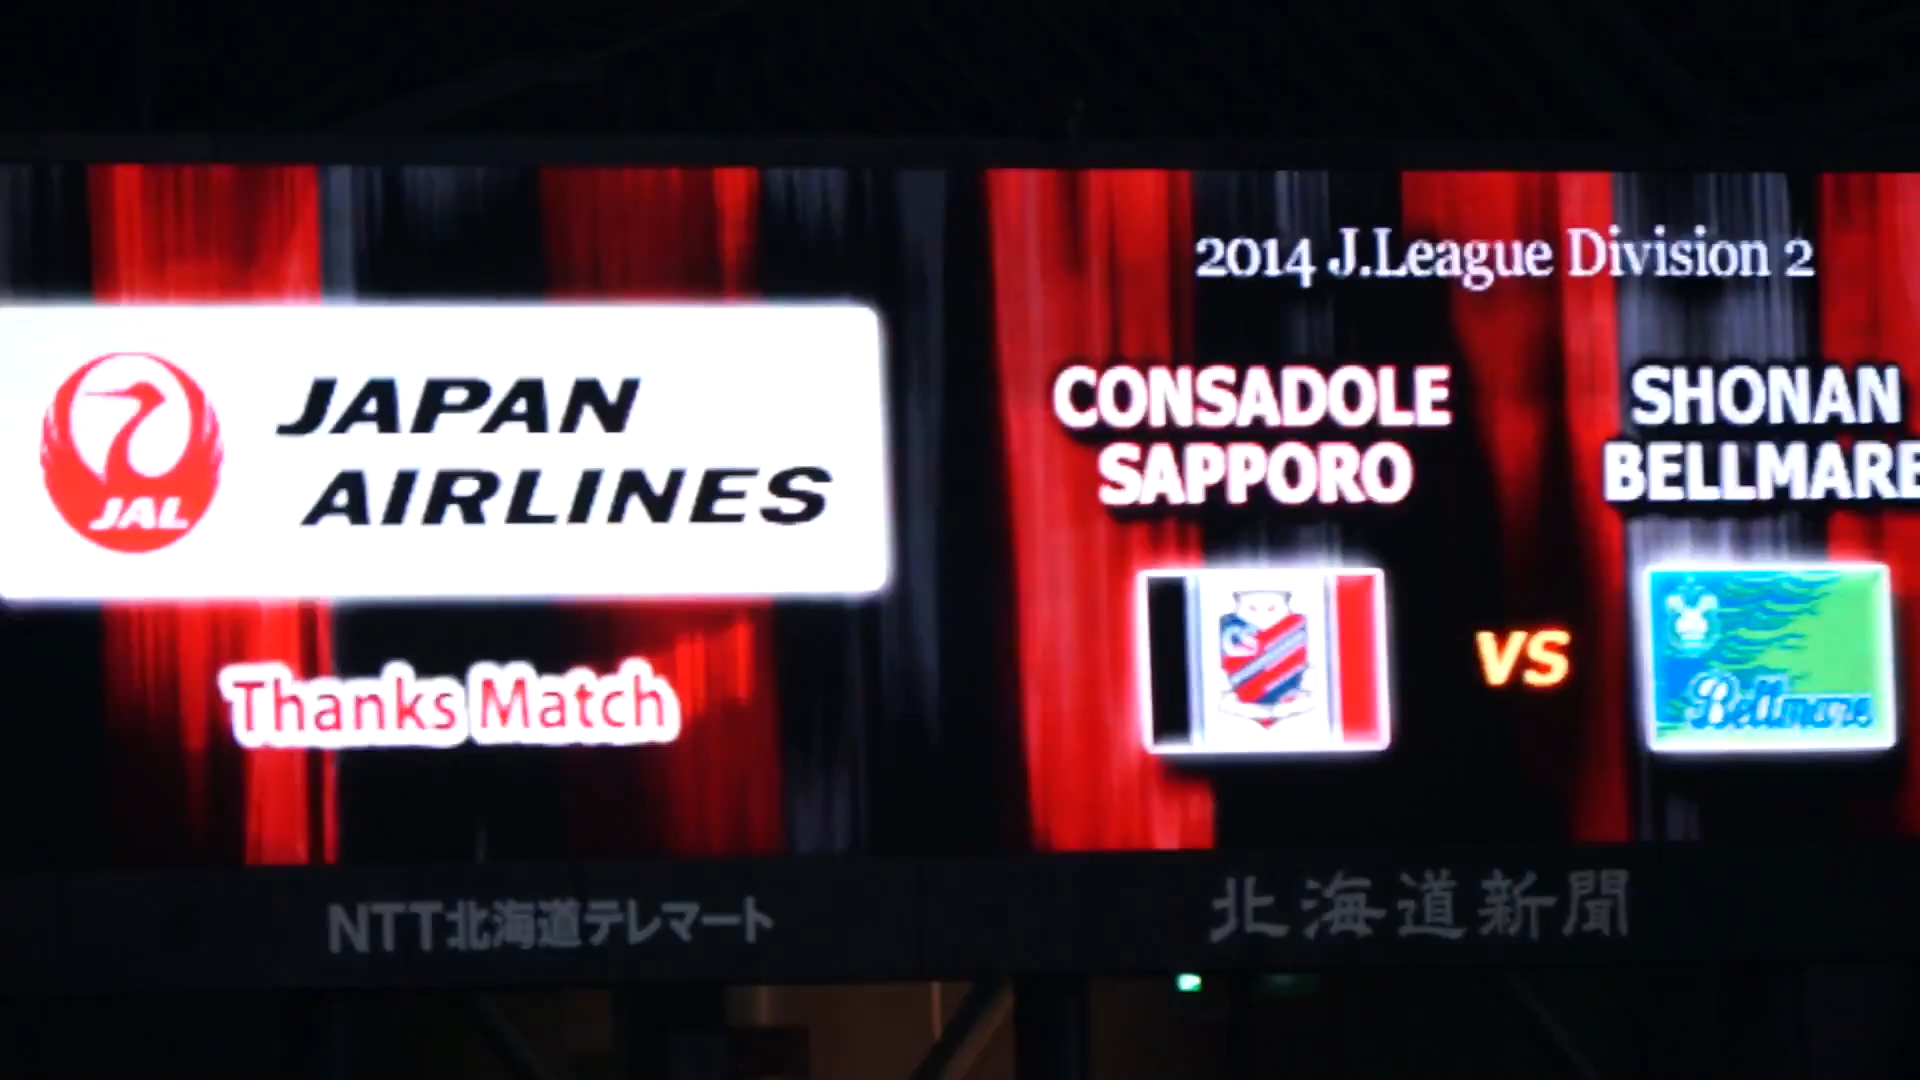 JAPAN
AIRLINES
JAL
Thanks Match
2014 J.League Division 2
CONSADOLE
SAPPORO
VS
SHONAN
BELLMARE
CS
Bellmare
NTT北海道テレマート
北海道新聞